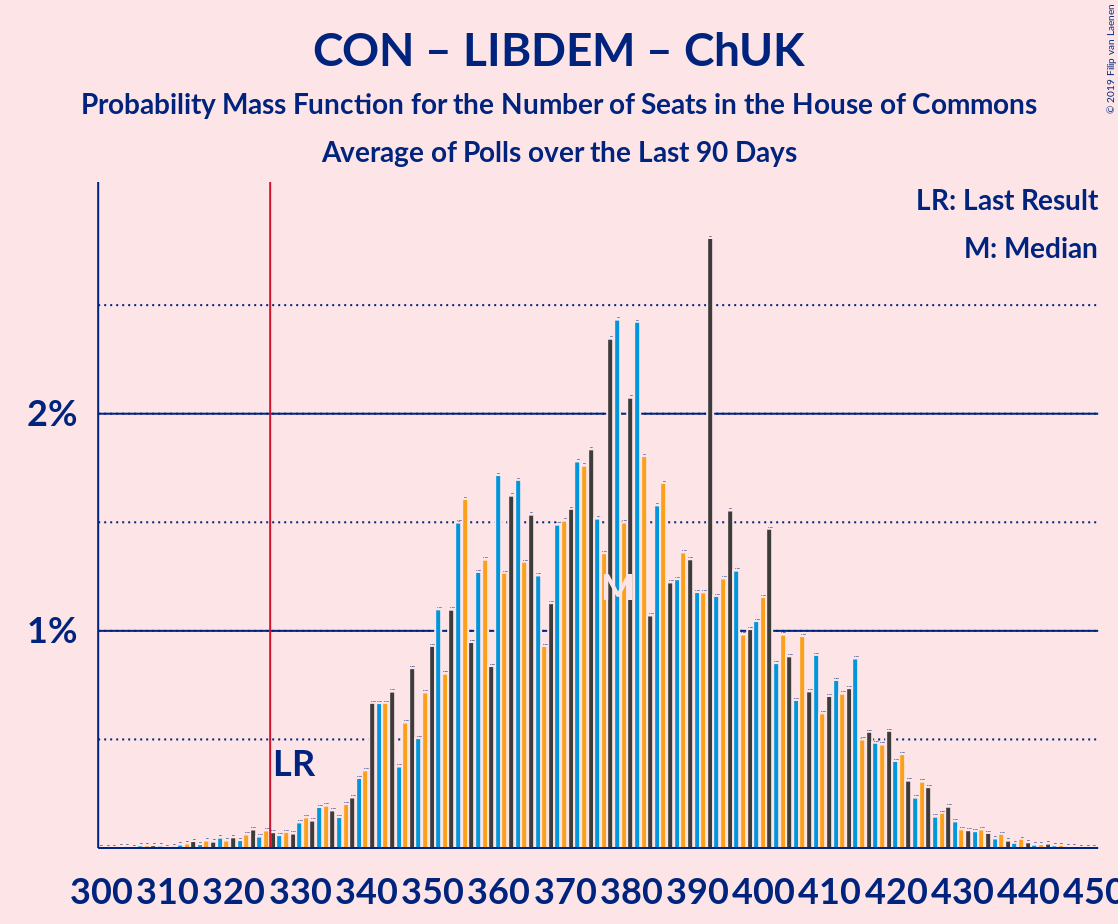 CON – LIBDEM – ChUK
Probability Mass Function for the Number of Seats in the House of Commons
Average of Polls over the Last 90 Days
© 2019 Filip van Laenen
LR: Last Result
M: Median
2%
1%
LR
M
300 310 320 330 340 350 360 370 380 390 400 410 420 430 440 450